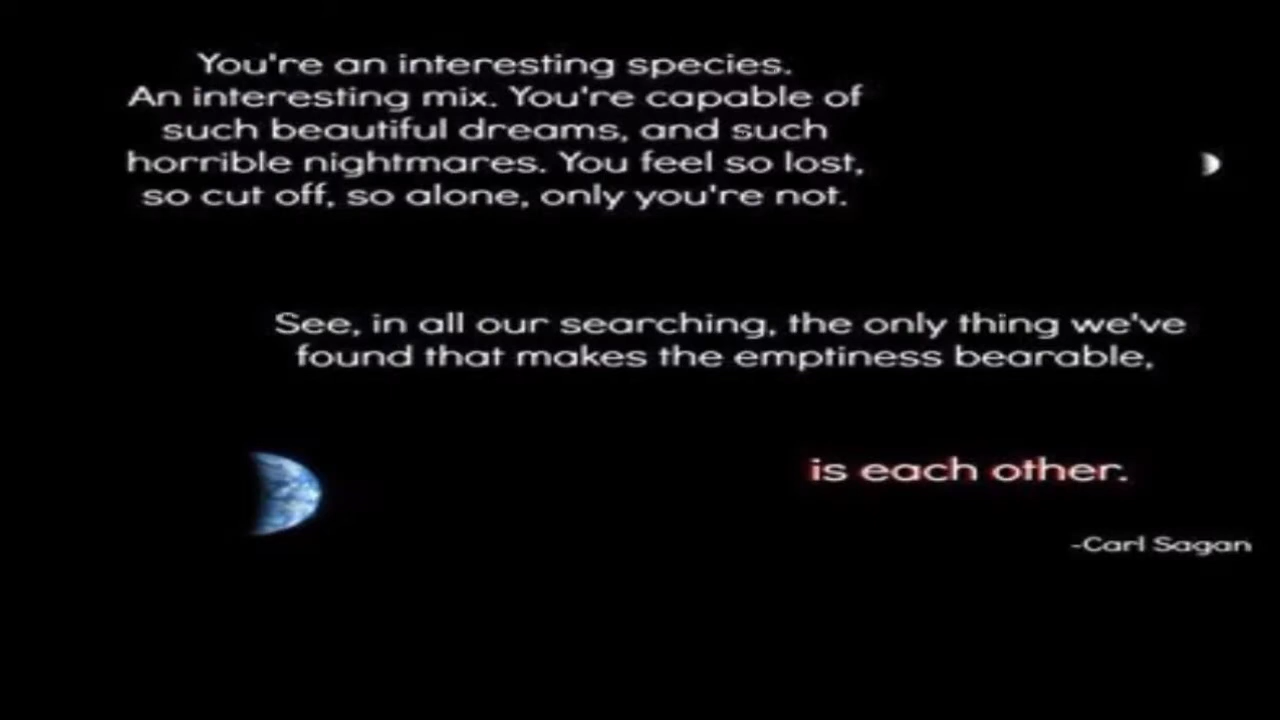 You're an interesting species.
An interesting mix. You're capable of
such beautiful dreams, and such
horrible nightmares. You feel so lost,
so cut off, so alone, only you're not.
See, in all our searching, the only thing we've
found that makes the emptiness bearable,
is each other.
-Carl Sagan